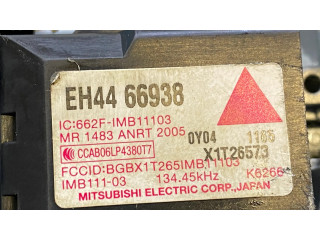 EH44 66938
IC:662F-IMB11103
MR 1483 ANRT 2005
0Y04 1166
CCAB06LP4380T7
X1T26573
FCCID:BGBX1T265IMB11103
IMB111-03 134.45kHz K6266
MITSUBISHI ELECTRIC CORP.,JAPAN